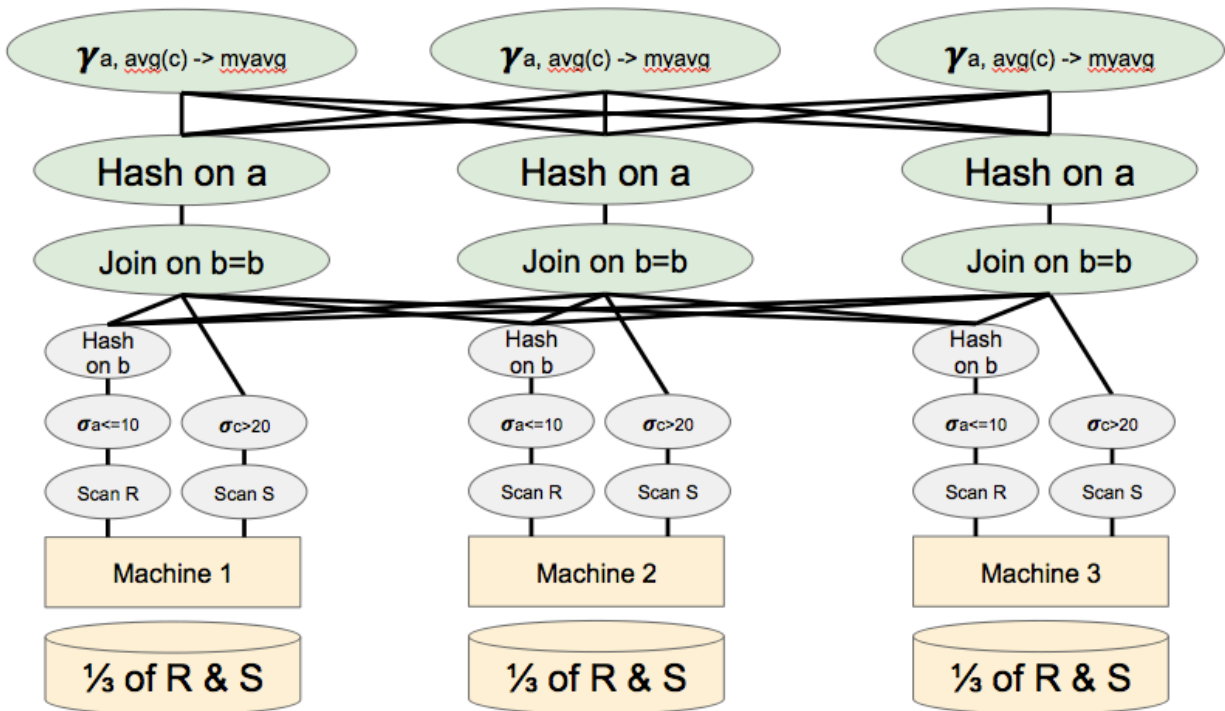 𝜸 a, avg(c) -> myavg
𝜸 a, avg(c) -> myavg
𝜸 a, avg(c) -> myavg
Hash on a
Hash on a
Hash on a
Join on b=b
Join on b=b
Join on b=b
Hash
on b
Hash
on b
Hash
on b
σa<=10
σc>20
σa<=10
σc>20
σa<=10
σc>20
Scan R
Scan S
Scan R
Scan S
Scan R
Scan S
Machine 1
Machine 2
Machine 3
⅓ of R & S
⅓ of R & S
⅓ of R & S